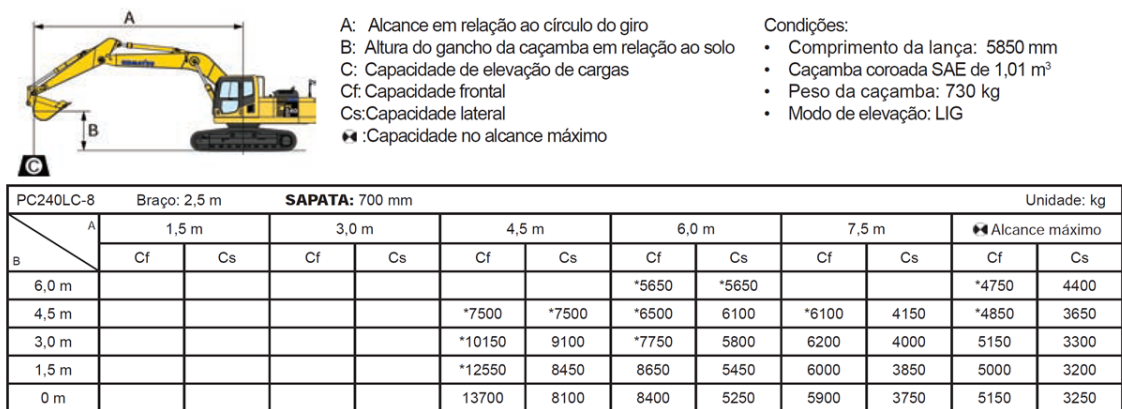 A
B
C
KOMATSU
A: Alcance em relação ao círculo do giro
B: Altura do gancho da caçamba em relação ao solo
C: Capacidade de elevação de cargas
Cf: Capacidade frontal
Cs:Capacidade lateral
:Capacidade no alcance máximo
Condições:
• Comprimento da lança: 5850 mm
• Caçamba coroada SAE de 1,01 m³
• Peso da caçamba: 730 kg
• Modo de elevação: LIG
PC240LC-8 Braço: 2,5 m SAPATA: 700 mm Unidade: kg
A 1,5 m 3,0 m 4,5 m 6,0 m 7,5 m Alcance máximo
B Cf Cs Cf Cs Cf Cs Cf Cs Cf Cs Cf Cs
6,0 m *5650 *5650 *4750 4400
4,5 m *7500 *7500 *6500 6100 *6100 4150 *4850 3650
3,0 m *10150 9100 *7750 5800 6200 4000 5150 3300
1,5 m *12550 8450 8650 5450 6000 3850 5000 3200
0 m 13700 8100 8400 5250 5900 3750 5150 3250